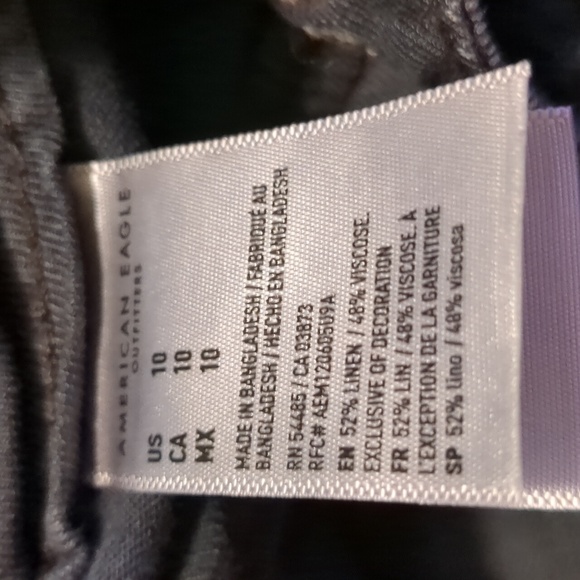 AMERICAN EAGLE
OUTFITTERS
US 10
CA 10
MX 10
MADE IN BANGLADESH / FABRIQUÉ AU
BANGLADESH / HECHO EN BANGLADESH
RN 54485 / CA 03873
RFC# AEM120605U9A
EN 52% LINEN / 48% VISCOSE.
EXCLUSIVE OF DECORATION
FR 52% LIN / 48% VISCOSE. À
L'EXCEPTION DE LA GARNITURE
SP 52% lino / 48% viscosa